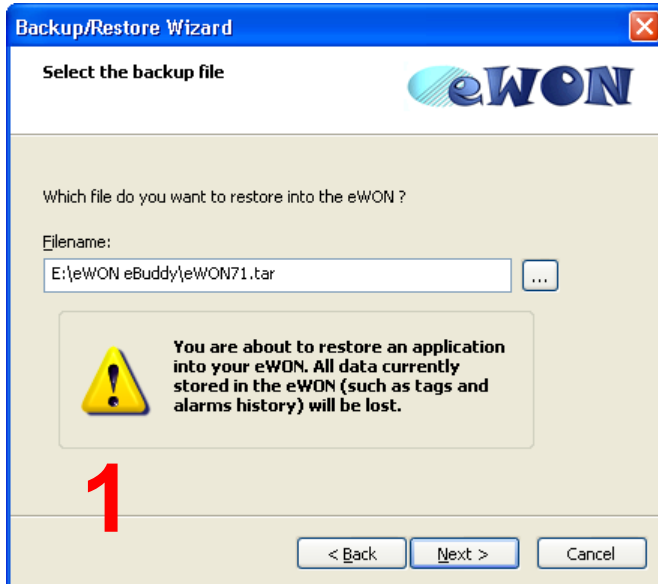 Backup/Restore Wizard
Select the backup file
eWON
Which file do you want to restore into the eWON ?
Filename:
E:\eWON eBuddy\eWON71.tar
...
You are about to restore an application
into your eWON. All data currently
stored in the eWON (such as tags and
alarms history) will be lost.
1
< Back
Next >
Cancel